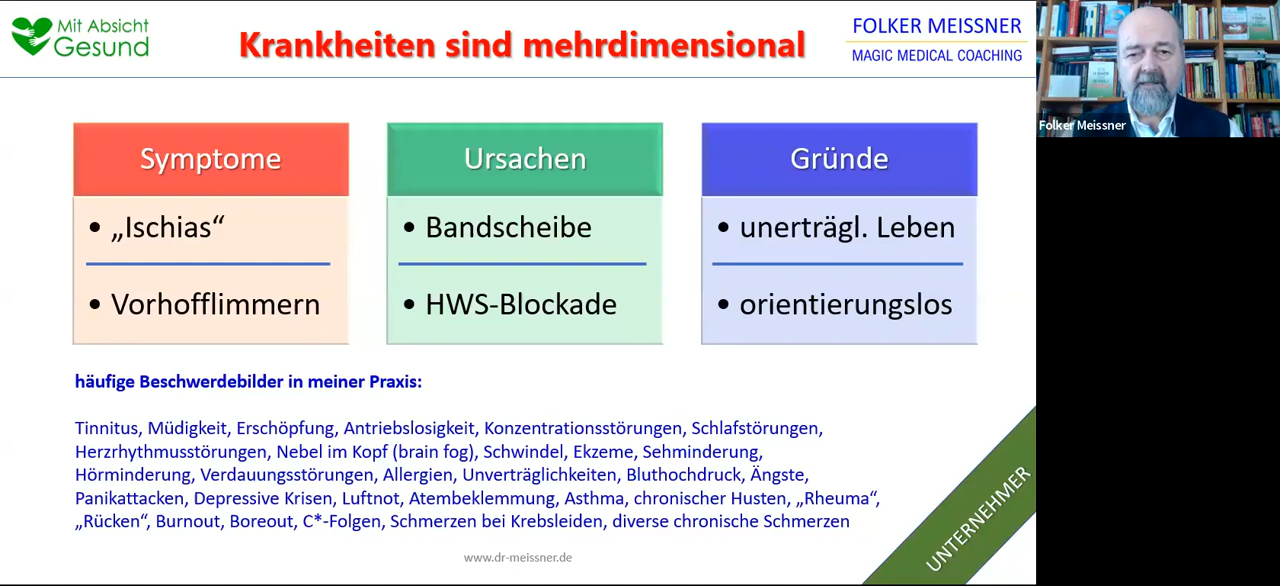 Mit Absicht
Gesund
Krankheiten sind mehrdimensional
FOLKER MEISSNER
MAGIC MEDICAL COACHING
Symptome
• „Ischias“
• Vorhofflimmern
Ursachen
• Bandscheibe
• HWS-Blockade
Gründe
• unerträgl. Leben
• orientierungslos
häufige Beschwerdebilder in meiner Praxis:
Tinnitus, Müdigkeit, Erschöpfung, Antriebslosigkeit, Konzentrationsstörungen, Schlafstörungen,
Herzrhythmusstörungen, Nebel im Kopf (brain fog), Schwindel, Ekzeme, Sehminderung,
Hörminderung, Verdauungsstörungen, Allergien, Unverträglichkeiten, Bluthochdruck, Ängste,
Panikattacken, Depressive Krisen, Luftnot, Atembeklemmung, Asthma, chronischer Husten, „Rheuma“,
„Rücken“, Burnout, Boreout, C*-Folgen, Schmerzen bei Krebsleiden, diverse chronische Schmerzen
www.dr-meissner.de
UNTERNEHMER
Folker Meissner